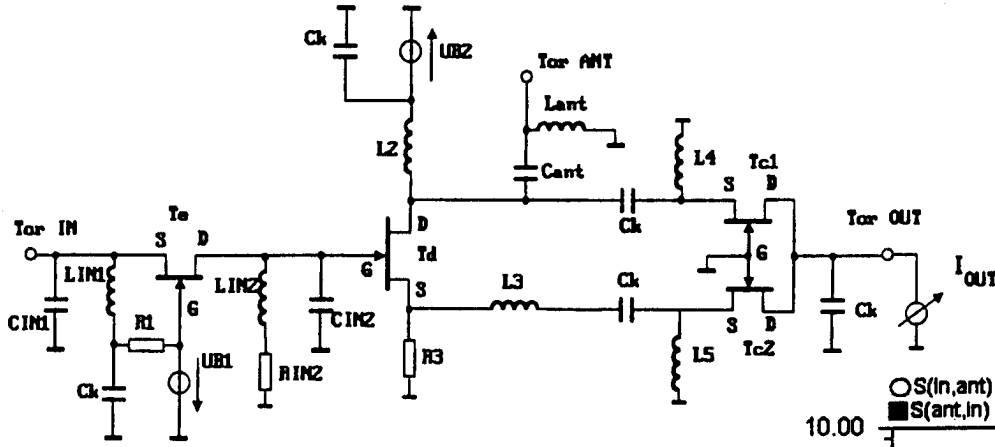 Ck
UB2
Tor ANT
Lant
L2
Cant
L4
Tc1
S D
Ck
G
Tor OUT
I OUT
Tor IN
Te
S D
LIN1
G
CIN1
R1
UB1
Ck
LIN2
RIN2
CIN2
D
G
Td
S
L3
R3
Ck
S
D
Tc2
L5
Ck
S(in,ant)
S(ant,in)
10.00